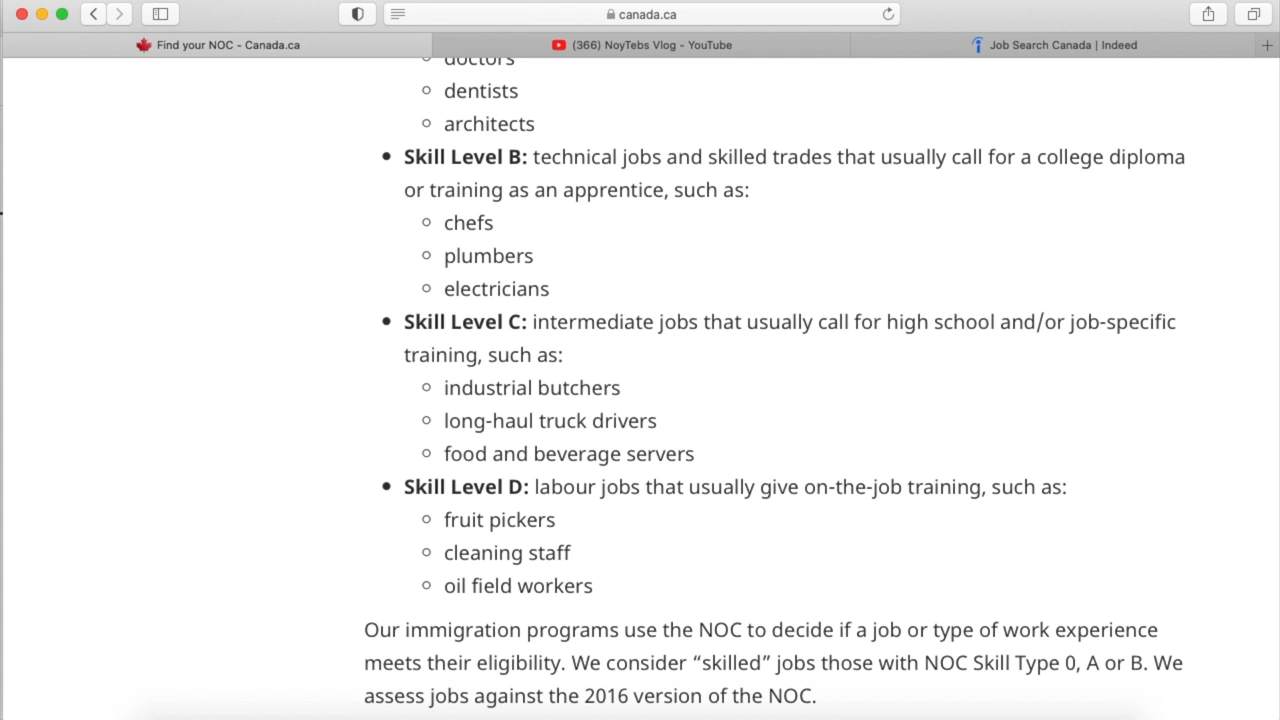 canada.ca
Find your NOC - Canada.ca
(366) NoyTebs Vlog - YouTube
Job Search Canada | Indeed
doctors
dentists
architects
Skill Level B: technical jobs and skilled trades that usually call for a college diploma
or training as an apprentice, such as:
chefs
plumbers
electricians
Skill Level C: intermediate jobs that usually call for high school and/or job-specific
training, such as:
industrial butchers
long-haul truck drivers
food and beverage servers
Skill Level D: labour jobs that usually give on-the-job training, such as:
fruit pickers
cleaning staff
oil field workers
Our immigration programs use the NOC to decide if a job or type of work experience
meets their eligibility. We consider “skilled” jobs those with NOC Skill Type 0, A or B. We
assess jobs against the 2016 version of the NOC.